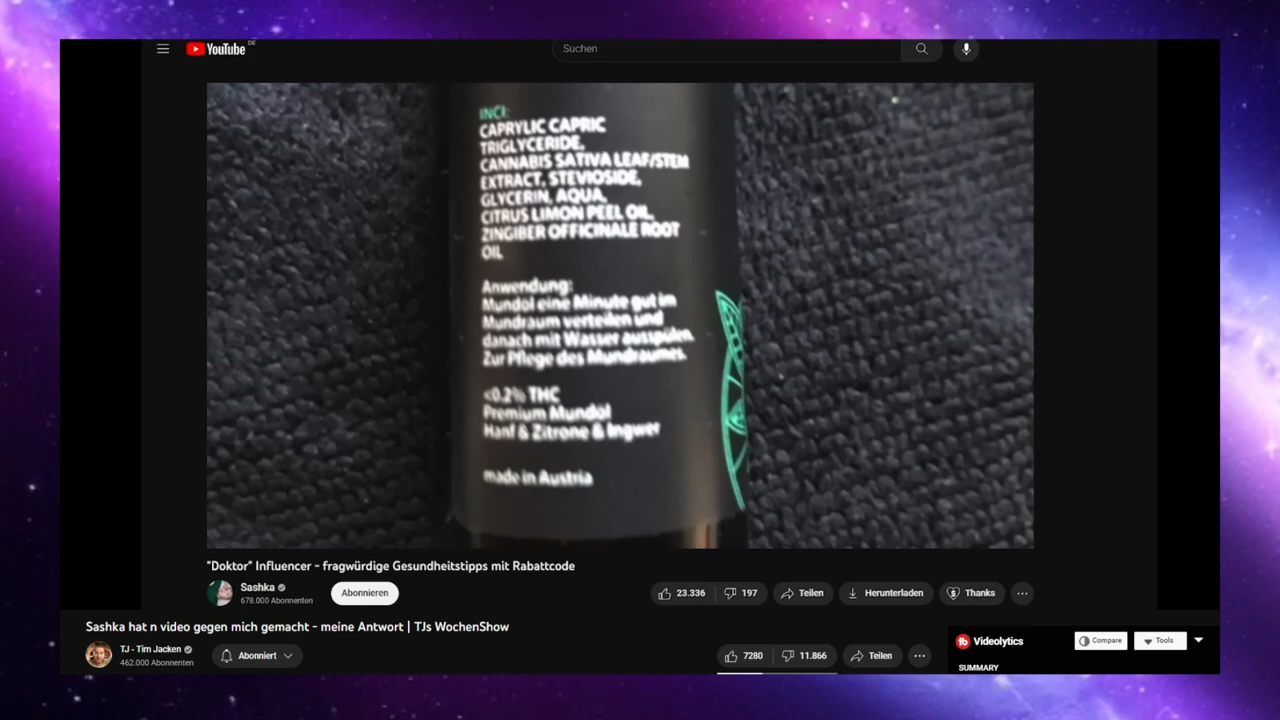 YouTube DE
Suchen
INCI:
CAPRYLIC CAPRIC
TRIGLYCERIDE,
CANNABIS SATIVA LEAF/STEM
EXTRACT, STEVIOSIDE,
GLYCERIN, AQUA,
CITRUS LIMON PEEL OIL,
ZINGIBER OFFICINALE ROOT
OIL
Anwendung:
Mundöl eine Minute gut im
Mundraum verteilen und
danach mit Wasser ausspülen.
Zur Pflege des Mundraumes.
<0.2% THC
Premium Mundöl
Hanf & Zitrone & Ingwer
made in Austria
"Doktor" Influencer - fragwürdige Gesundheitstipps mit Rabattcode
Sashka
678.000 Abonnenten
Abonnieren
23.336
197
Teilen
Herunterladen
Thanks
Sashka hat n video gegen mich gemacht - meine Antwort | TJs WochenShow
TJ - Tim Jacken
462.000 Abonnenten
Abonniert
7280
11.866
Teilen
Videolytics
Compare
Tools
SUMMARY